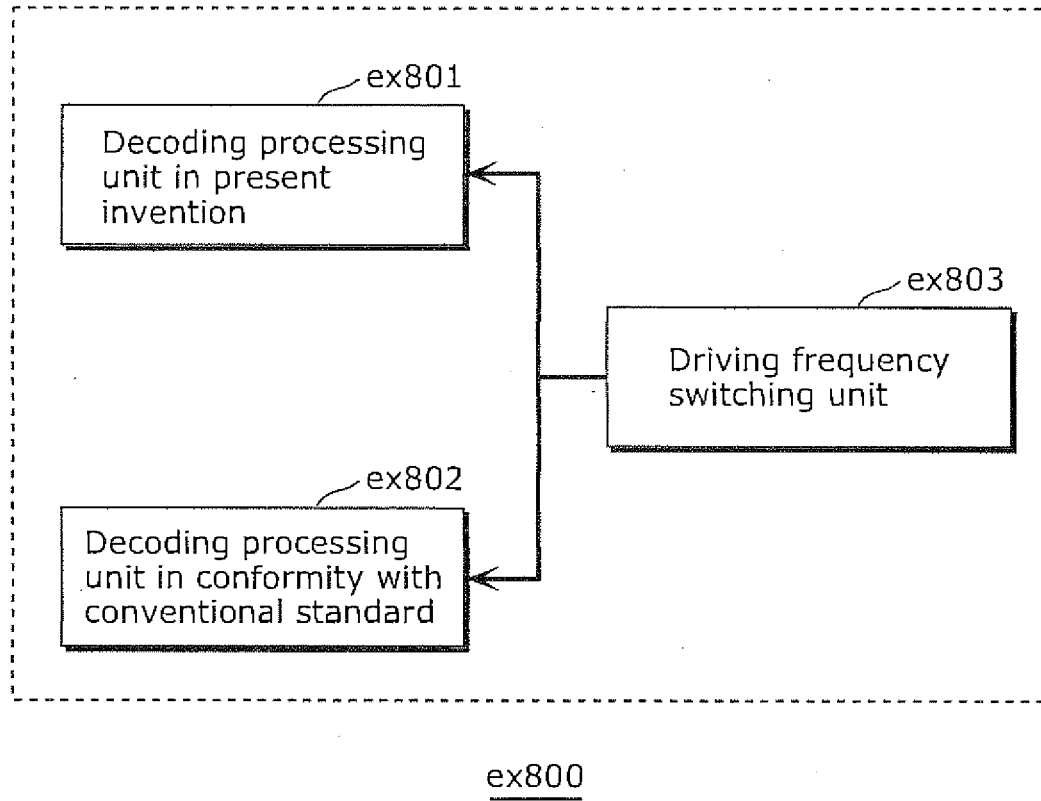 ex801
Decoding processing
unit in present
invention
ex803
Driving frequency
switching unit
ex802
Decoding processing
unit in conformity with
conventional standard
ex800